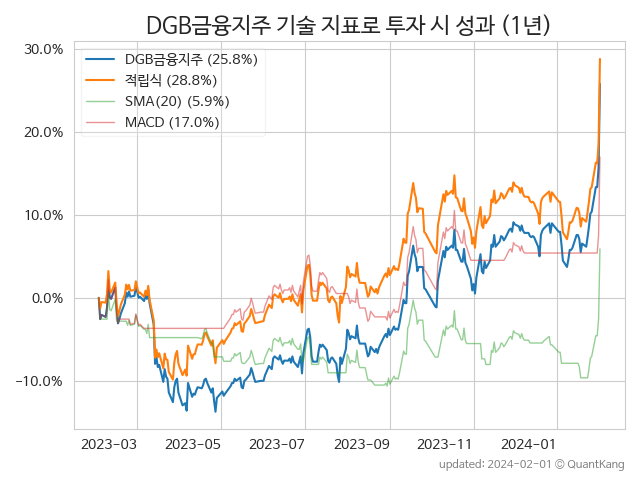 DGB금융지주 기술 지표로 투자 시 성과 (1년)
30.0%
20.0%
10.0%
0.0%
−10.0%
DGB금융지주 (25.8%)
적립식 (28.8%)
SMA(20) (5.9%)
MACD (17.0%)
2023-03 2023-05 2023-07 2023-09 2023-11 2024-01
updated: 2024-02-01 © QuantKang